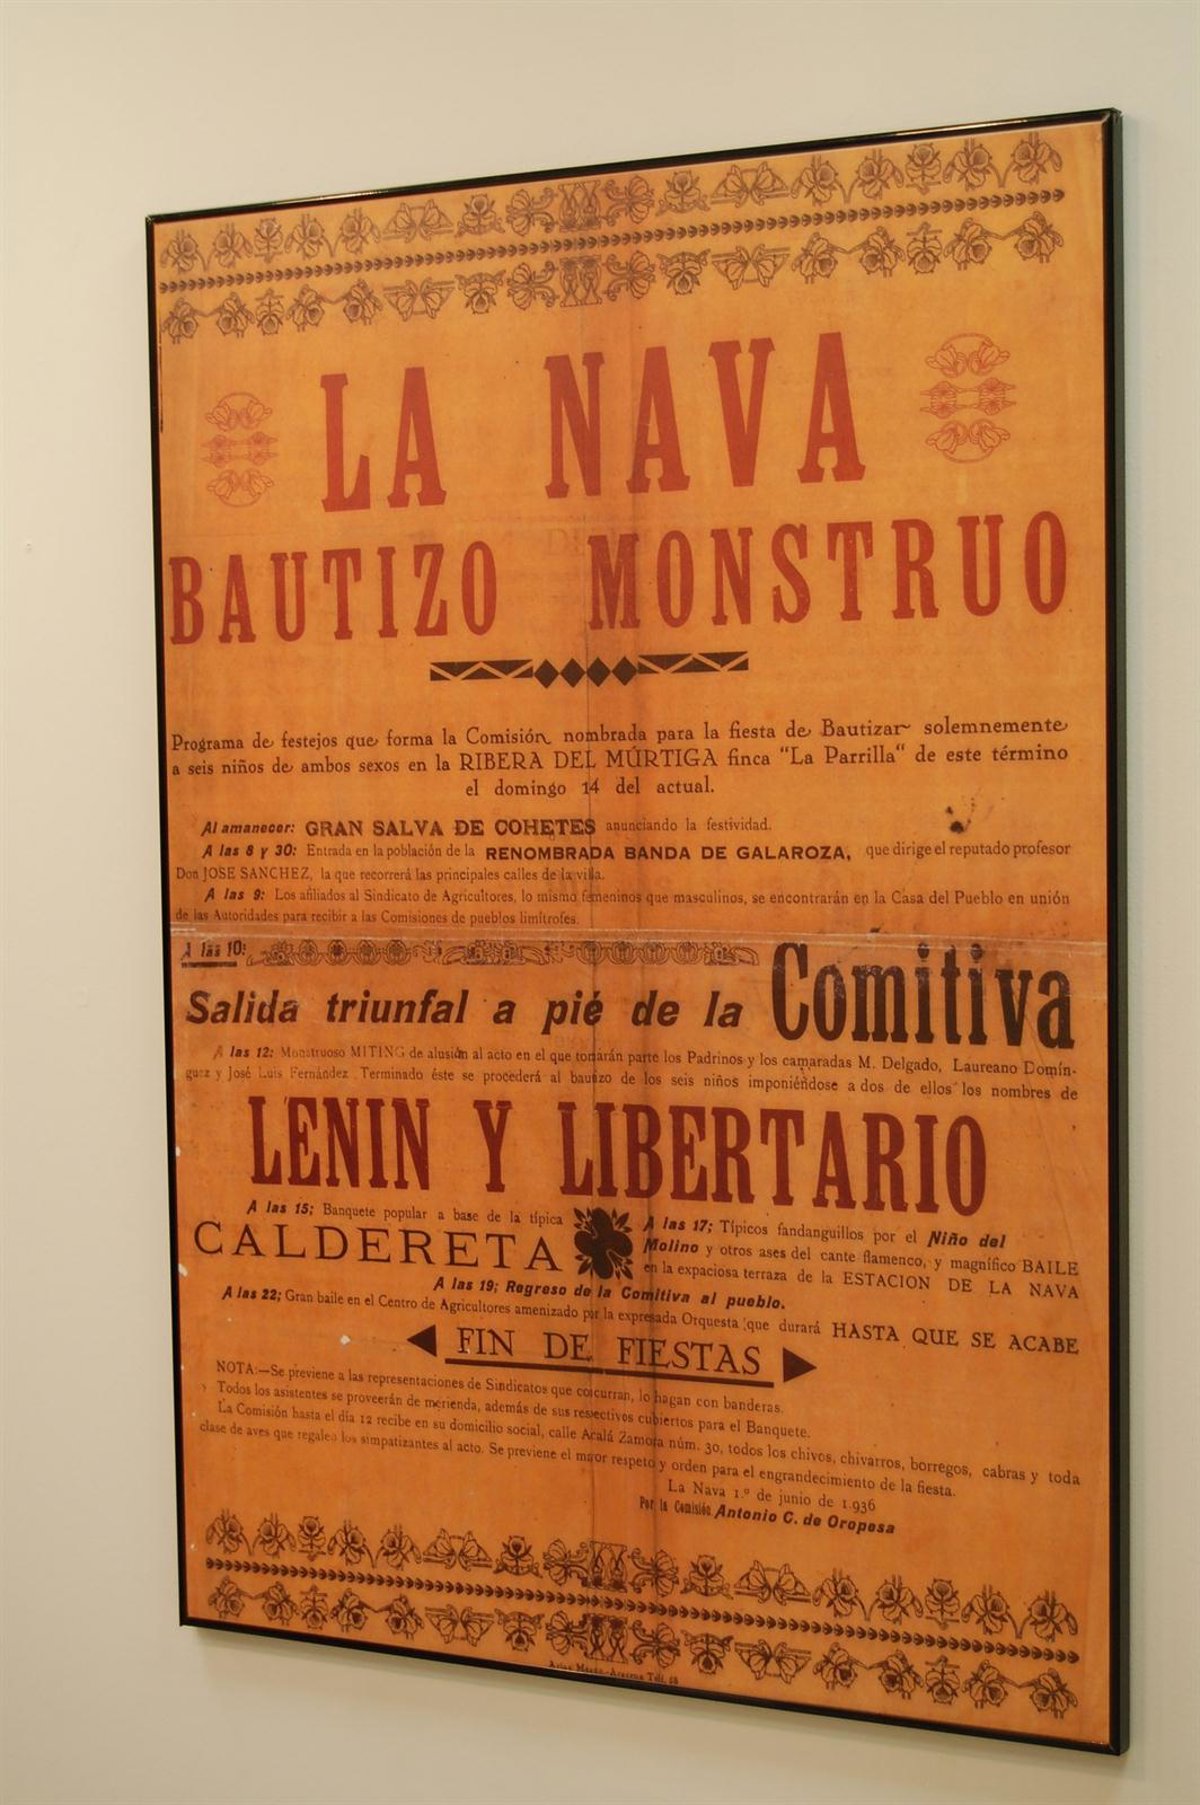 LA NAVA
BAUTIZO MONSTRUO
Programa de festejos que forma la Comisión nombrada para la fiesta de Bautizar solemnemente
a seis niños de ambos sexos en la RIBERA DEL MÚRTIGA finca "La Parrilla" de este término
el domingo 14 del actual.
Al amanecer: GRAN SALVA DE COHETES anunciando la festividad.
A las 8 y 30: Entrada en la población de la RENOMBRADA BANDA DE GALAROZA, que dirige el reputado profesor
Don JOSE SANCHEZ, la que recorrerá las principales calles de la villa.
A las 9: Los afiliados al Sindicato de Agricultores, lo mismo femeninos que masculinos, se encontrarán en la Casa del Pueblo en unión
de las Autoridades para recibir a las Comisiones de pueblos limítrofes.
A las 10:
Salida triunfal a pié de la Comitiva
A las 12: Monstruoso MITING de alusión al acto en el que tomarán parte los Padrinos y los camaradas M. Delgado, Laureano Domín-
guez y José Luis Fernández. Terminado éste se procederá al bautizo de los seis niños imponiéndose a dos de ellos los nombres de
LENIN Y LIBERTARIO
A las 15; Banquete popular a base de la típica
CALDERETA
A las 17; Típicos fandanguillos por el Niño del
Molino y otros ases del cante flamenco, y magnífico BAILE
en la expaciosa terraza de la ESTACION DE LA NAVA
A las 19; Regreso de la Comitiva al pueblo.
A las 22; Gran baile en el Centro de Agricultores amenizado por la expresada Orquesta que durará HASTA QUE SE ACABE
FIN DE FIESTAS
NOTA:—Se previene a las representaciones de Sindicatos que concurran, lo hagan con banderas.
Todos los asistentes se proveerán de merienda, además de sus respectivos cubiertos para el Banquete.
La Comisión hasta el día 12 recibe en su domicilio social, calle Acalá Zamora núm. 30, todos los chivos, chivarros, borregos, cabras y toda
clase de aves que regalen los simpatizantes al acto. Se previene el mayor respeto y orden para el engrandecimiento de la fiesta.
La Nava 1.º de junio de 1.936
Por la Comisión Antonio C. de Oropesa
Aracena Telf. 58